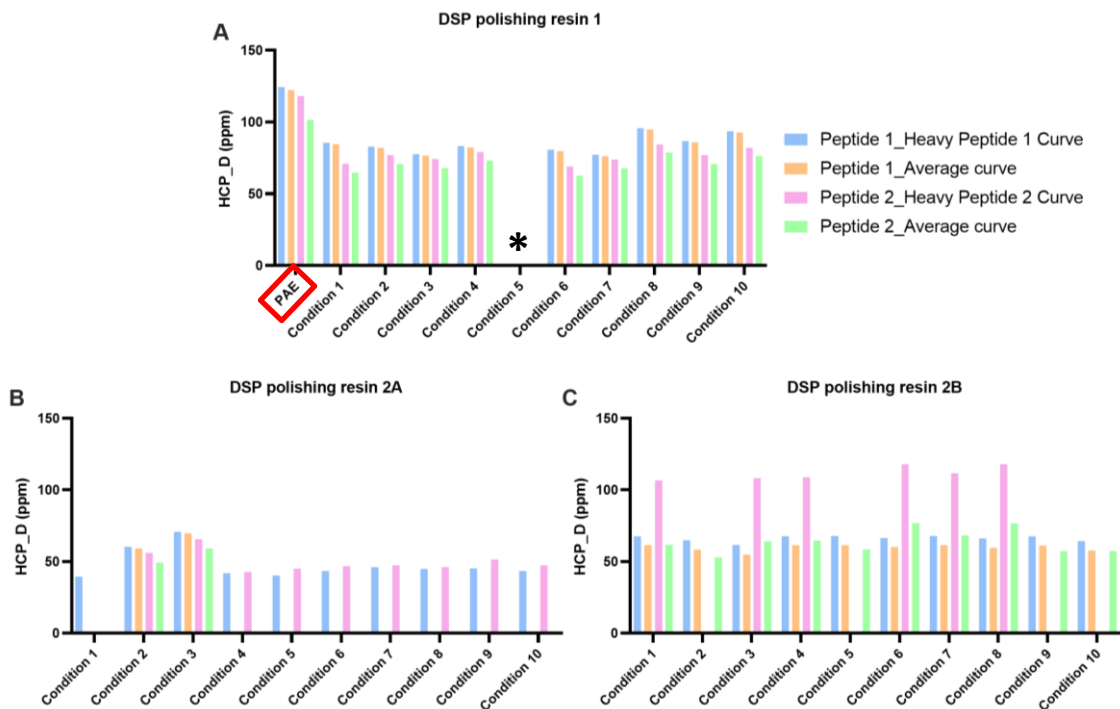 DSP polishing resin 1
A
150
100
50
0
HCP_D (ppm)
PAE
Condition 1
Condition 2
Condition 3
Condition 4
Condition 5
Condition 6
Condition 7
Condition 8
Condition 9
Condition 10
*
Peptide 1_Heavy Peptide 1 Curve
Peptide 1_Average curve
Peptide 2_Heavy Peptide 2 Curve
Peptide 2_Average curve
B
DSP polishing resin 2A
150
100
50
0
HCP_D (ppm)
Condition 1
Condition 2
Condition 3
Condition 4
Condition 5
Condition 6
Condition 7
Condition 8
Condition 9
Condition 10
C
DSP polishing resin 2B
150
100
50
0
HCP_D (ppm)
Condition 1
Condition 2
Condition 3
Condition 4
Condition 5
Condition 6
Condition 7
Condition 8
Condition 9
Condition 10